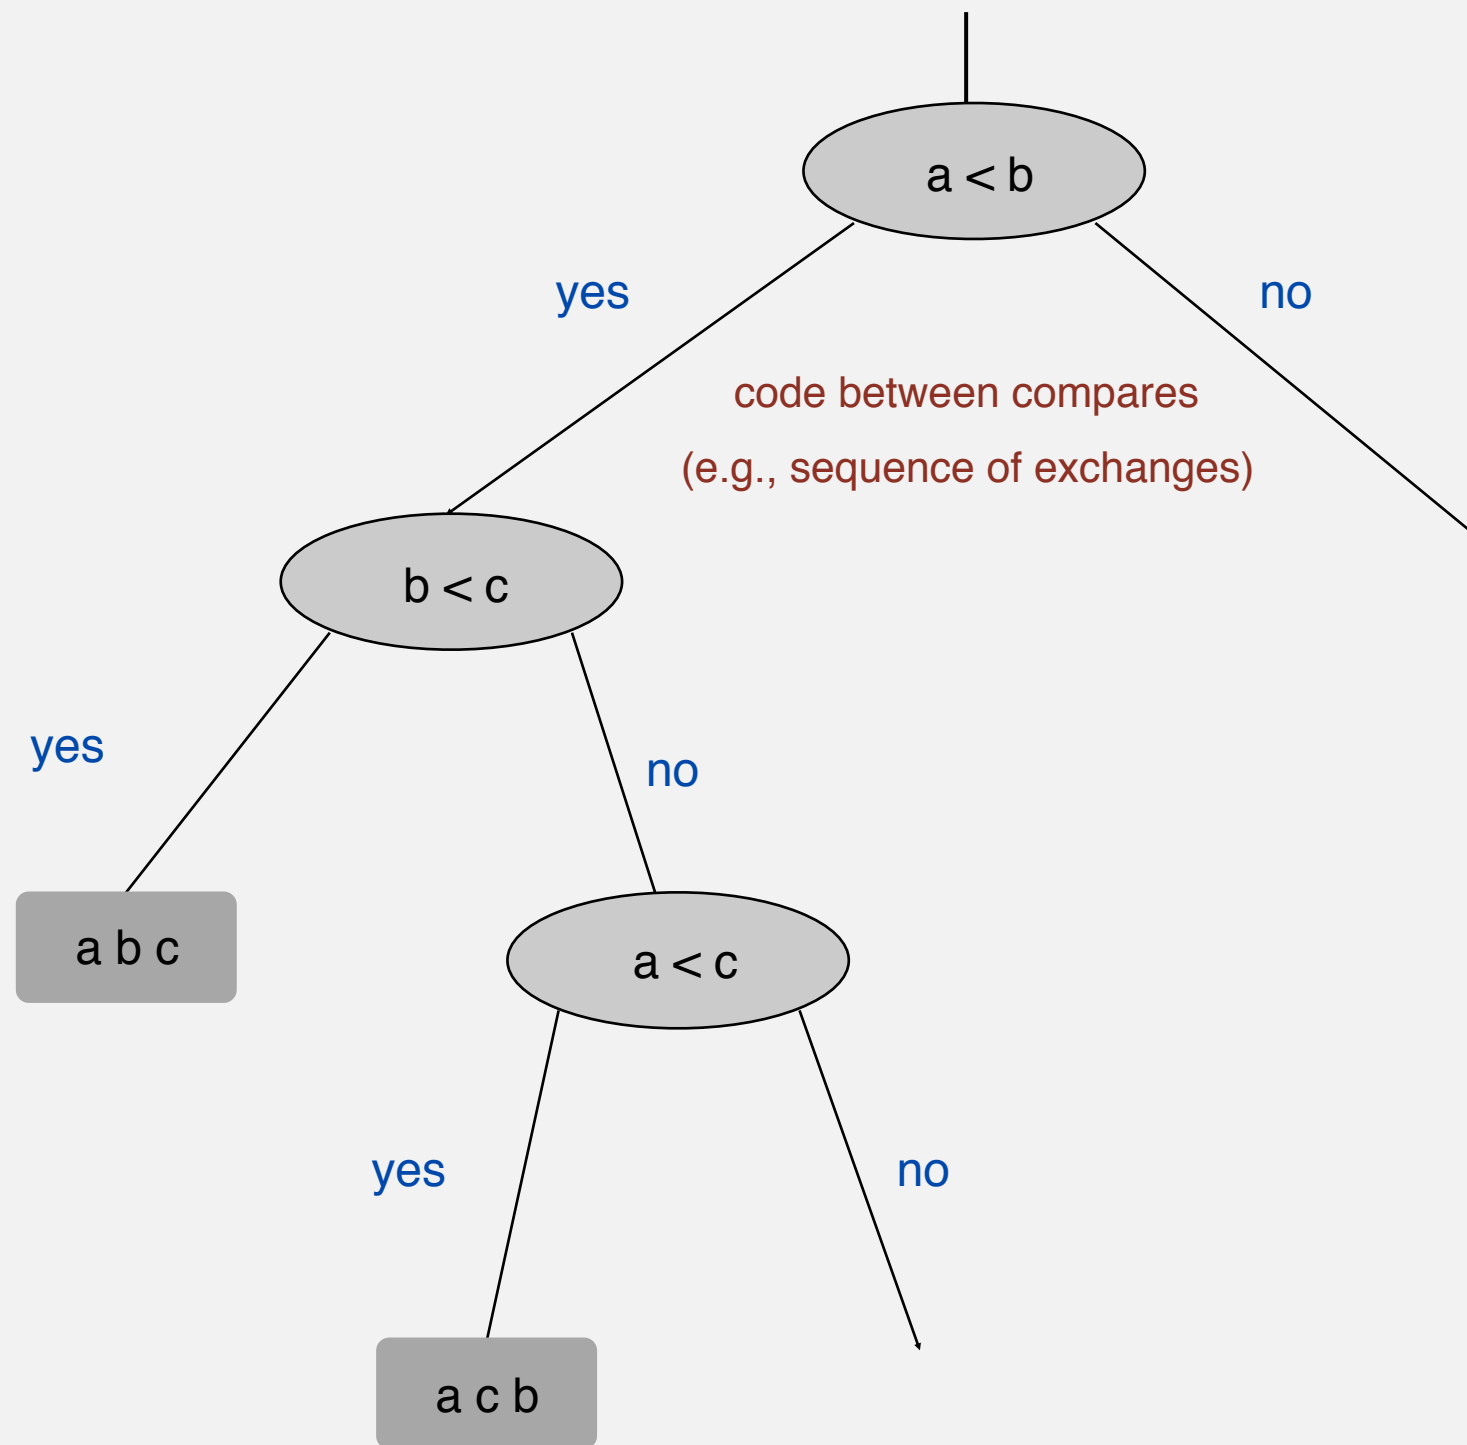 a < b
yes
no
code between compares
(e.g., sequence of exchanges)
b < c
yes
no
a b c
a < c
yes
no
a c b